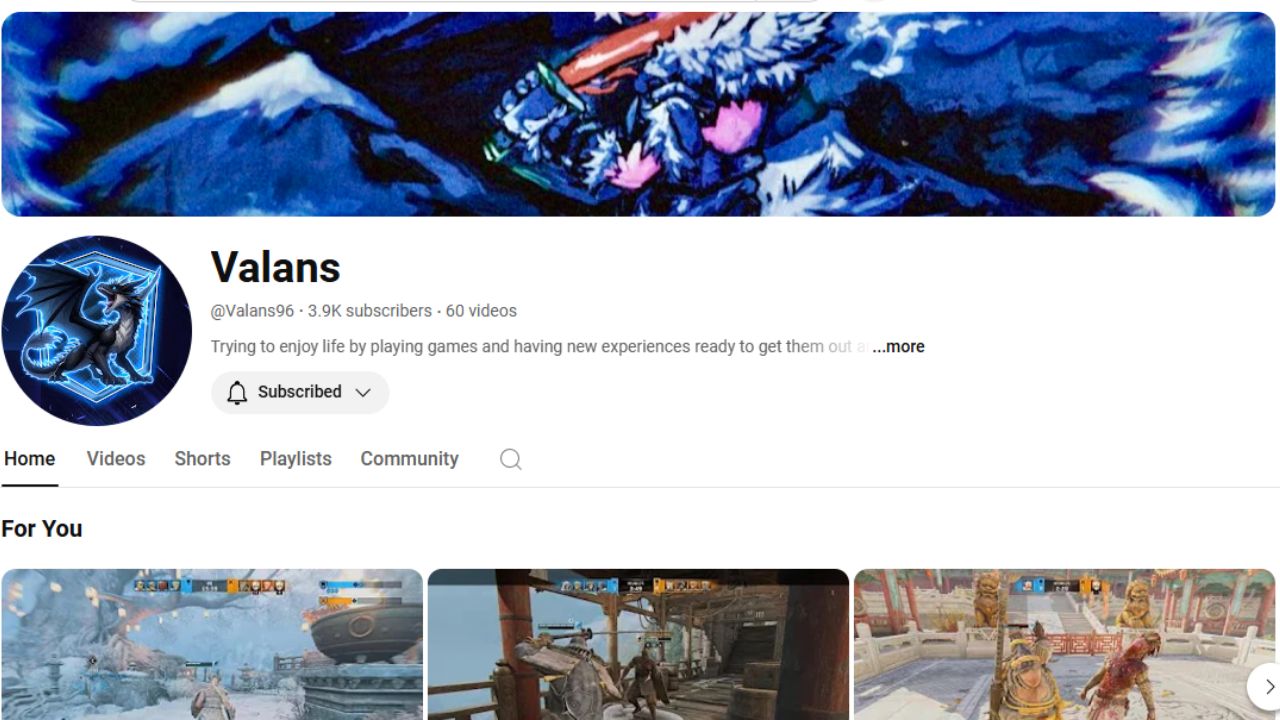 Valans
@Valans96 · 3.9K subscribers · 60 videos
Trying to enjoy life by playing games and having new experiences ready to get them out ...more
Subscribed
Home Videos Shorts Playlists Community
For You